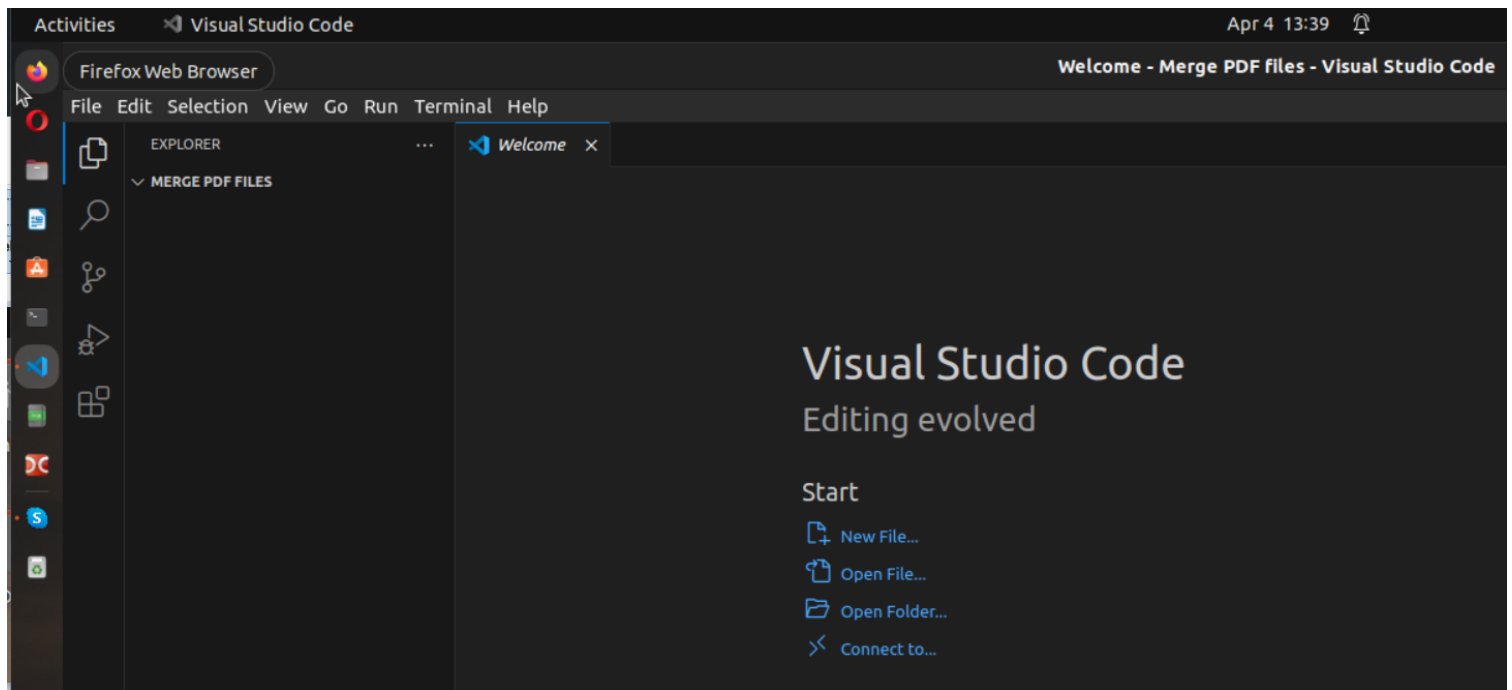 Activities Visual Studio Code Apr 4 13:39
Firefox Web Browser Welcome - Merge PDF files - Visual Studio Code
File Edit Selection View Go Run Terminal Help
EXPLORER ··· Welcome
MERGE PDF FILES
Visual Studio Code
Editing evolved
Start
New File...
Open File...
Open Folder...
Connect to...